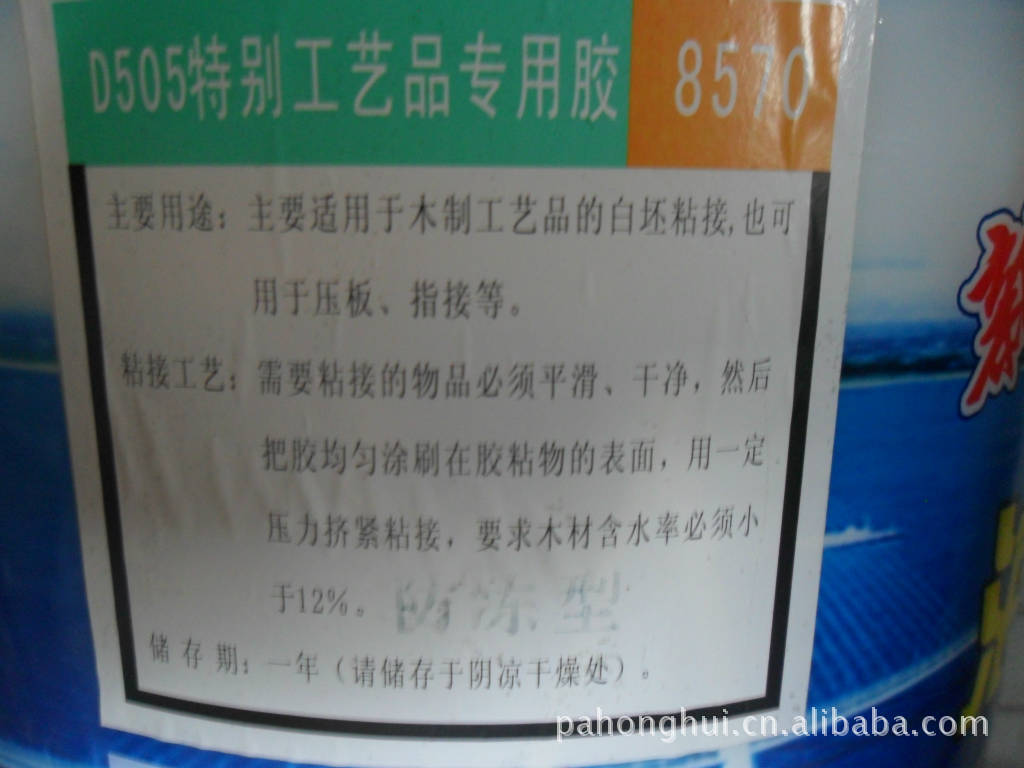 D505特别工艺品专用胶 8570
主要用途：主要适用于木制工艺品的白坯粘接,也可
用于压板、指接等。
粘接工艺：需要粘接的物品必须平滑、干净，然后
把胶均匀涂刷在胶粘物的表面，用一定
压力挤紧粘接，要求木材含水率必须小
于12%。
防冻型
储存期：一年（请储存于阴凉干燥处）。
pahonghui.cn.alibaba.com